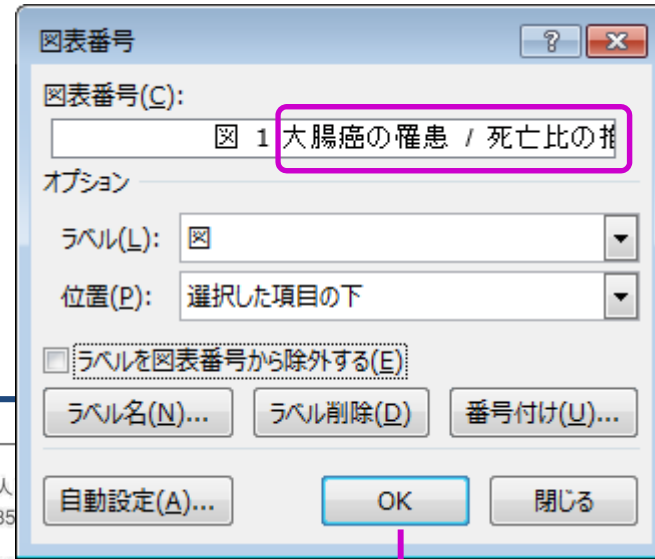 図表番号
?
図表番号(C):
図 1 大腸癌の罹患 / 死亡比の推
オプション
ラベル(L): 図
位置(P): 選択した項目の下
ラベルを図表番号から除外する(E)
ラベル名(N)... ラベル削除(D) 番号付け(U)...
自動設定(A)... OK 閉じる
人
35